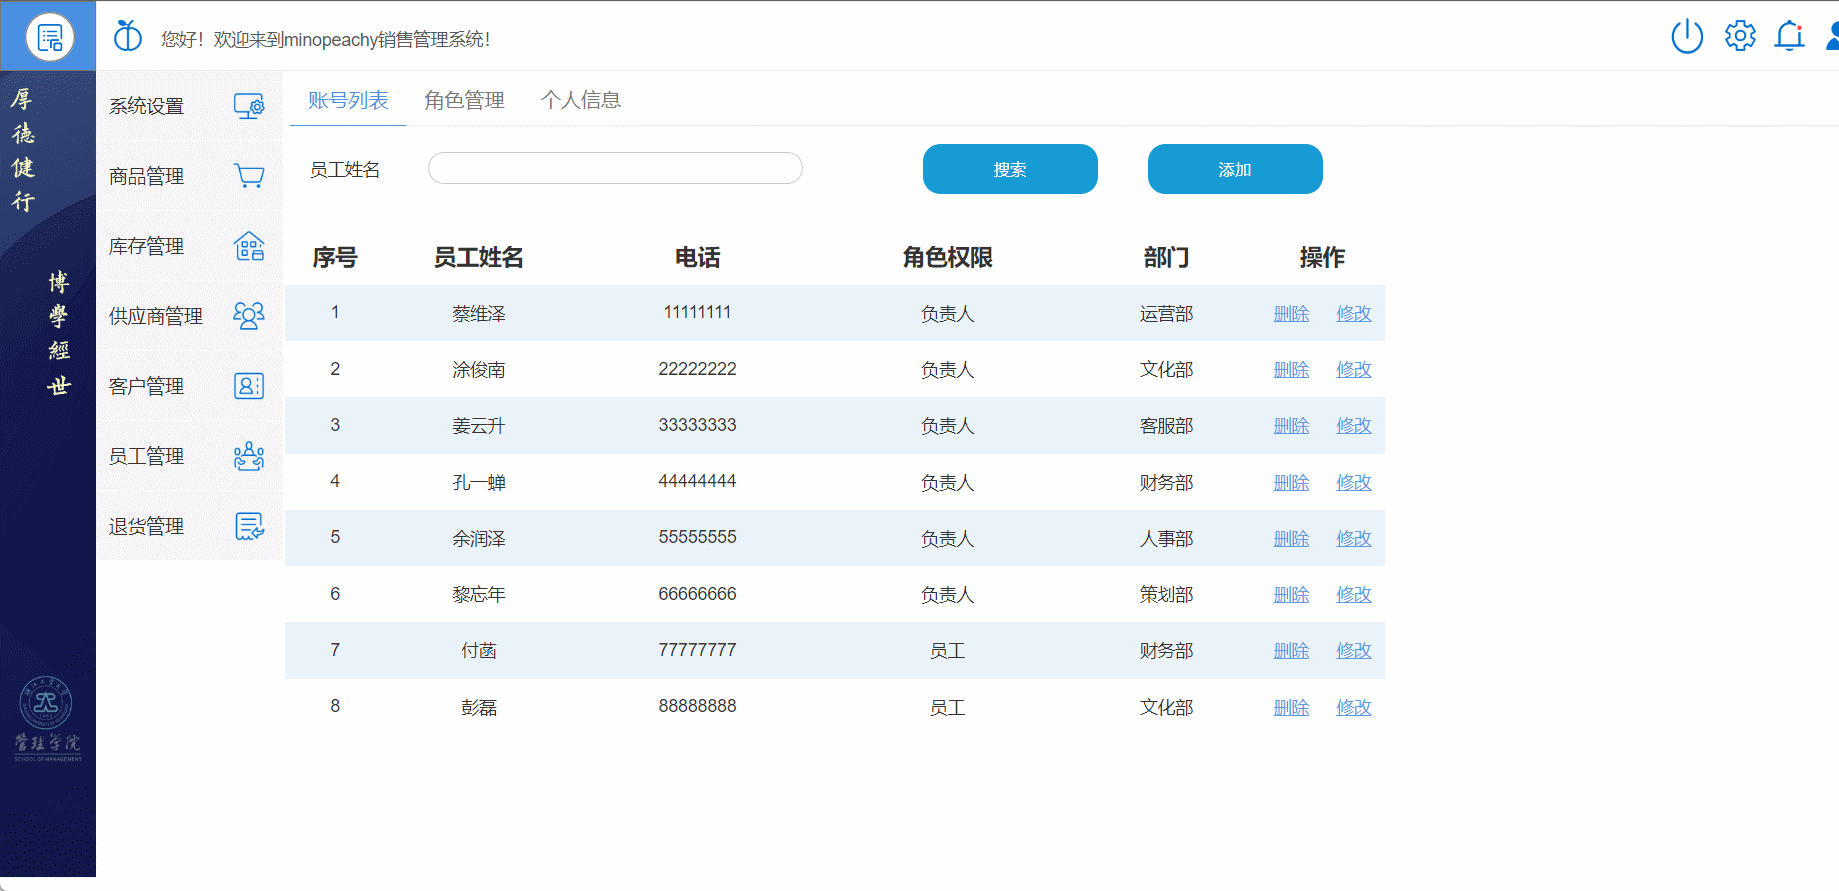 您好！欢迎来到minopeachy销售管理系统！
厚德健行
博學經世
管理学院
SCHOOL OF MANAGEMENT
系统设置
商品管理
库存管理
供应商管理
客户管理
员工管理
退货管理
账号列表 角色管理 个人信息
员工姓名 搜索 添加
序号 员工姓名 电话 角色权限 部门 操作
1 蔡维泽 11111111 负责人 运营部 删除 修改
2 涂俊南 22222222 负责人 文化部 删除 修改
3 姜云升 33333333 负责人 客服部 删除 修改
4 孔一蝉 44444444 负责人 财务部 删除 修改
5 余润泽 55555555 负责人 人事部 删除 修改
6 黎忘年 66666666 负责人 策划部 删除 修改
7 付菡 77777777 员工 财务部 删除 修改
8 彭磊 88888888 员工 文化部 删除 修改